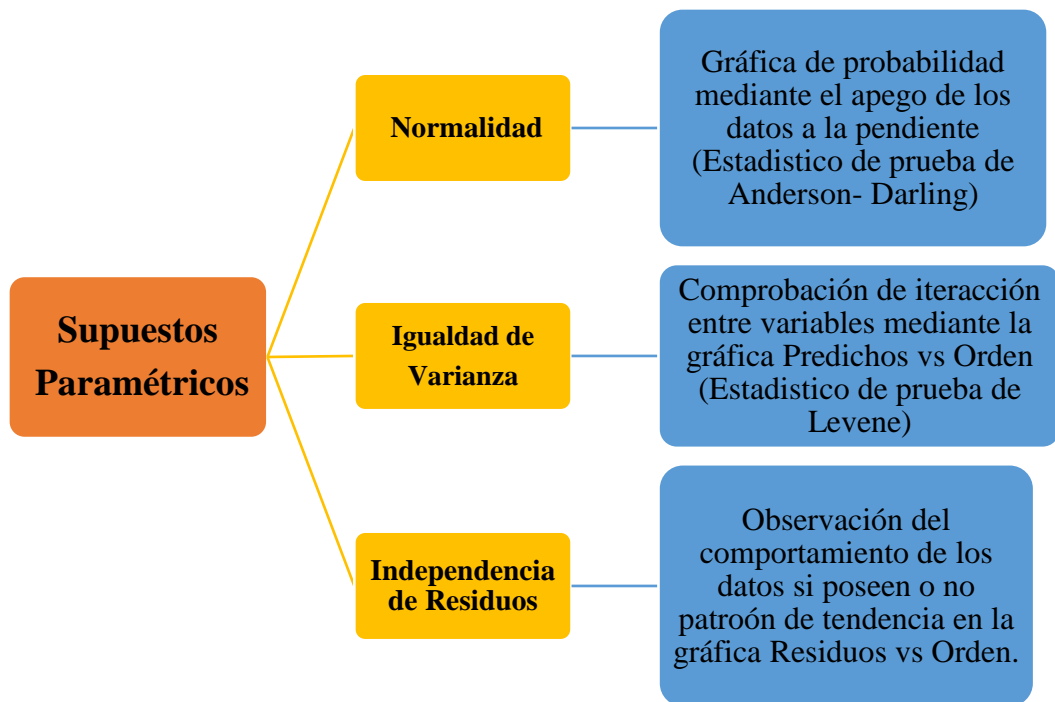 Supuestos
Paramétricos
Normalidad
Gráfica de probabilidad
mediante el apego de los
datos a la pendiente
(Estadistico de prueba de
Anderson- Darling)
Igualdad de
Varianza
Comprobación de iteracción
entre variables mediante la
gráfica Predichos vs Orden
(Estadistico de prueba de
Levene)
Independencia
de Residuos
Observación del
comportamiento de los
datos si poseen o no
patroón de tendencia en la
gráfica Residuos vs Orden.